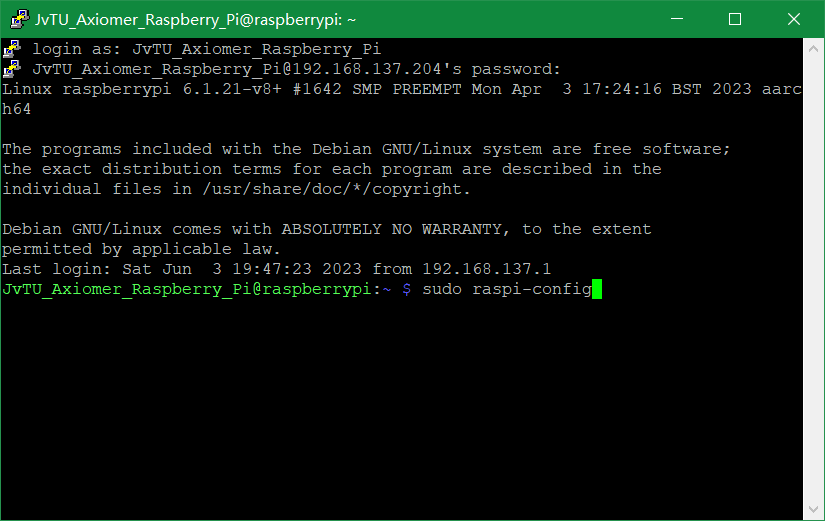 JvTU_Axiomer_Raspberry_Pi@raspberrypi: ~
login as: JvTU_Axiomer_Raspberry_Pi
JvTU_Axiomer_Raspberry_Pi@192.168.137.204's password:
Linux raspberrypi 6.1.21-v8+ #1642 SMP PREEMPT Mon Apr  3 17:24:16 BST 2023 aarc
h64
The programs included with the Debian GNU/Linux system are free software;
the exact distribution terms for each program are described in the
individual files in /usr/share/doc/*/copyright.
Debian GNU/Linux comes with ABSOLUTELY NO WARRANTY, to the extent
permitted by applicable law.
Last login: Sat Jun  3 19:47:23 2023 from 192.168.137.1
JvTU_Axiomer_Raspberry_Pi@raspberrypi:~ $ sudo raspi-config